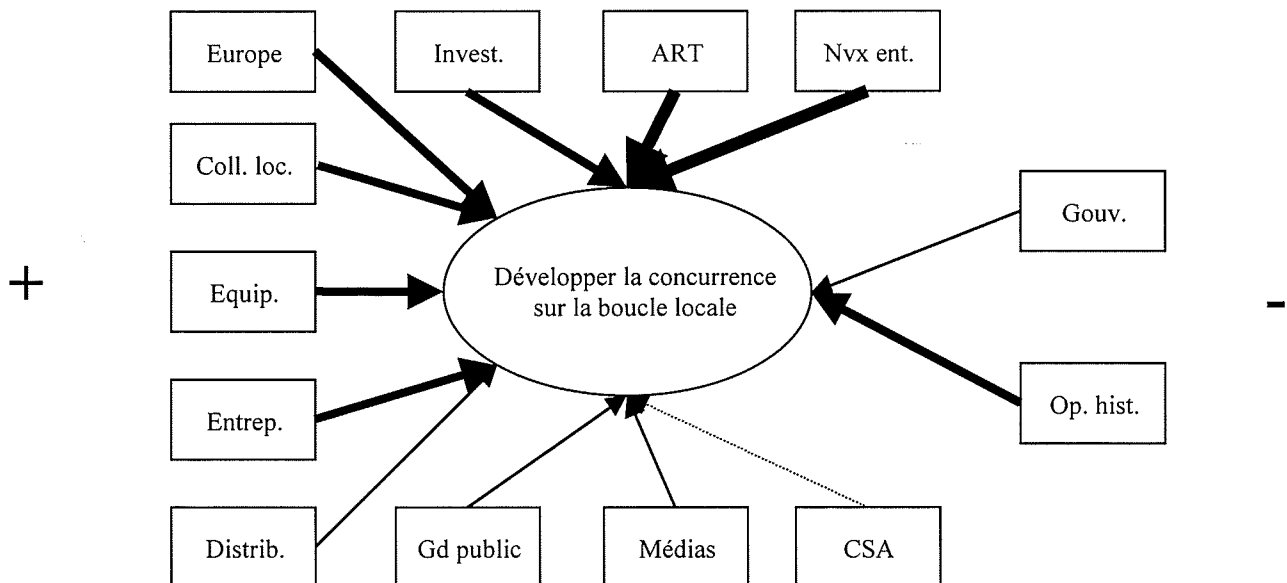 Europe
Invest.
ART
Nvx ent.
Coll. loc.
Gouv.
+
Equip.
Développer la concurrence
sur la boucle locale
-
Entrep.
Op. hist.
Distrib.
Gd public
Médias
CSA